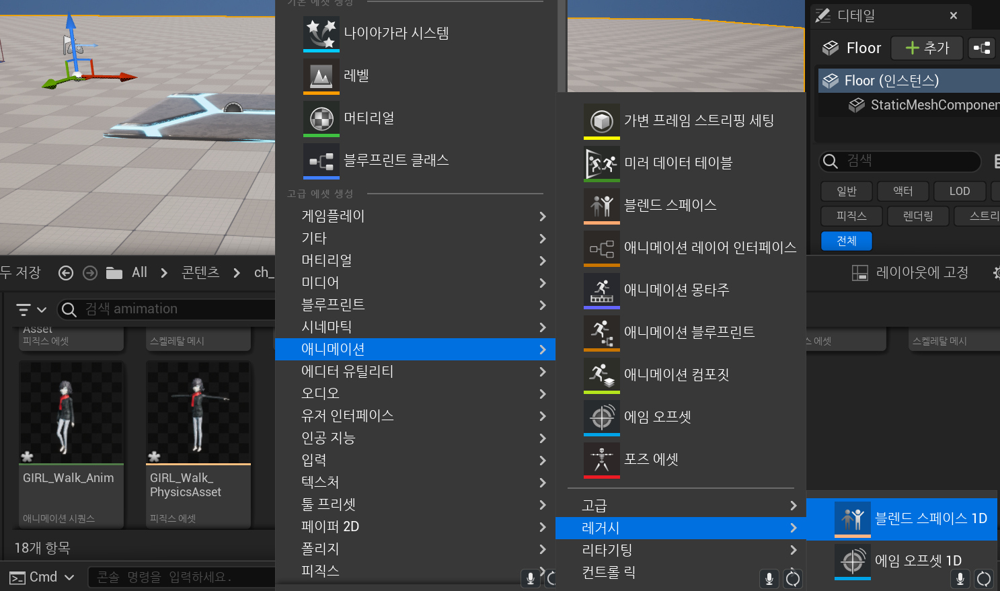 기본 에셋 생성
나이아가라 시스템
레벨
머티리얼
블루프린트 클래스
고급 에셋 생성
게임플레이
기타
머티리얼
미디어
블루프린트
시네마틱
애니메이션
에디터 유틸리티
오디오
유저 인터페이스
인공 지능
입력
텍스처
툴 프리셋
페이퍼 2D
폴리지
피직스
가변 프레임 스트리핑 세팅
미러 데이터 테이블
블렌드 스페이스
애니메이션 레이어 인터페이스
애니메이션 몽타주
애니메이션 블루프린트
애니메이션 컴포짓
에임 오프셋
포즈 에셋
고급
레거시
리타기팅
컨트롤 릭
블렌드 스페이스 1D
에임 오프셋 1D
디테일
Floor
추가
Floor (인스턴스)
StaticMeshComponen
검색
일반 액터 LOD
피직스 렌더링 스트리
전체
두 저장 All 콘텐츠 ch_
레이아웃에 고정
검색 amimation
Asset
피직스 에셋
스켈레탈 메시
스 에셋
스켈레탈 메시
GIRL_Walk_Anim
애니메이션 시퀀스
GIRL_Walk_
PhysicsAsset
피직스 에셋
18개 항목
Cmd
콘솔 명령을 입력하세요.